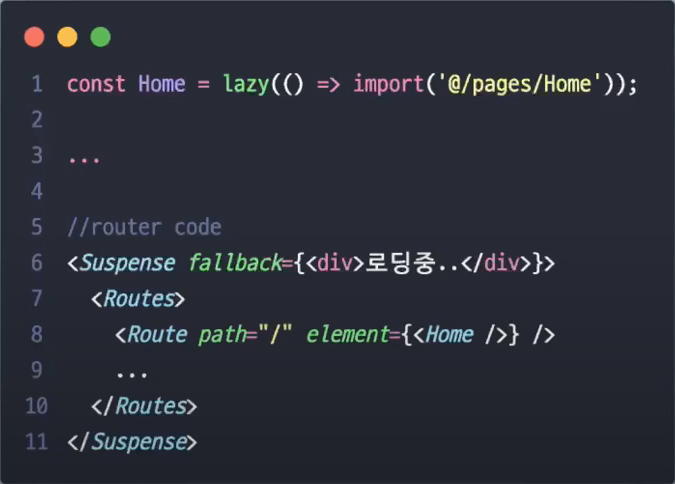 1 const Home = lazy(() => import('@/pages/Home'));
2
3 ...
4
5 //router code
6 <Suspense fallback={<div>로딩중..</div>}>
7   <Routes>
8     <Route path="/" element={<Home />} />
9     ...
10   </Routes>
11 </Suspense>